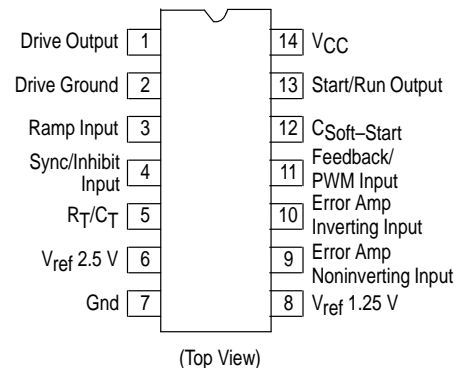 Drive Output 1
Drive Ground 2
Ramp Input 3
Sync/Inhibit
Input 4
RT/CT 5
Vref 2.5 V 6
Gnd 7
14 VCC
13 Start/Run Output
12 CSoft–Start
11 Feedback/
PWM Input
10 Error Amp
Inverting Input
9 Error Amp
Noninverting Input
8 Vref 1.25 V
(Top View)